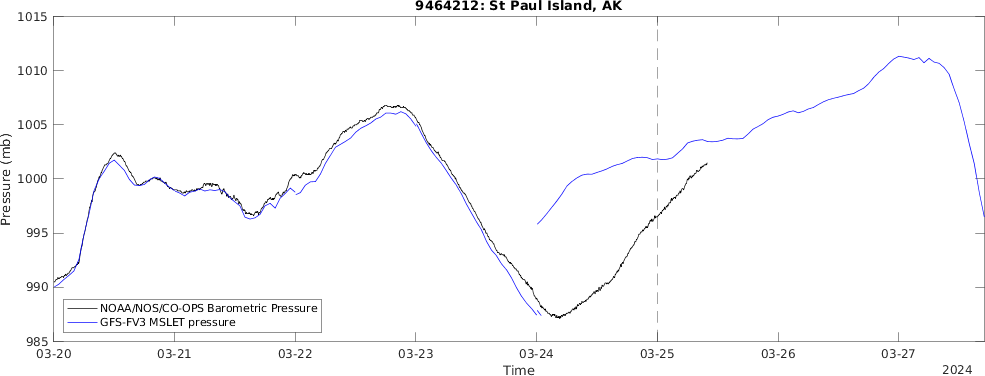 9464212: St Paul Island, AK
1015
1010
1005
1000
995
990
985
Pressure (mb)
NOAA/NOS/CO-OPS Barometric Pressure
GFS-FV3 MSLET pressure
03-20 03-21 03-22 03-23 03-24 03-25 03-26 03-27
Time
2024